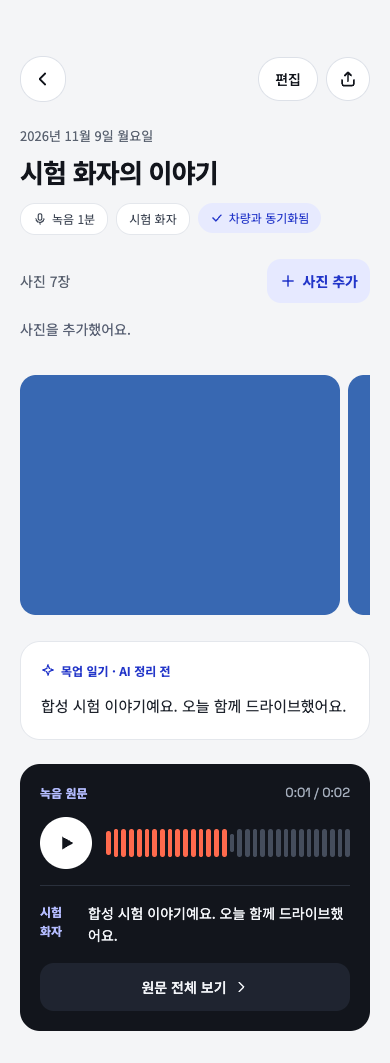 편집
2026년 11월 9일 월요일
시험 화자의 이야기
녹음 1분
시험 화자
차량과 동기화됨
사진 7장
사진 추가
사진을 추가했어요.
목업 일기 · AI 정리 전
합성 시험 이야기예요. 오늘 함께 드라이브했어요.
녹음 원문
0:01 / 0:02
시험
화자
합성 시험 이야기예요. 오늘 함께 드라이브했
어요.
원문 전체 보기